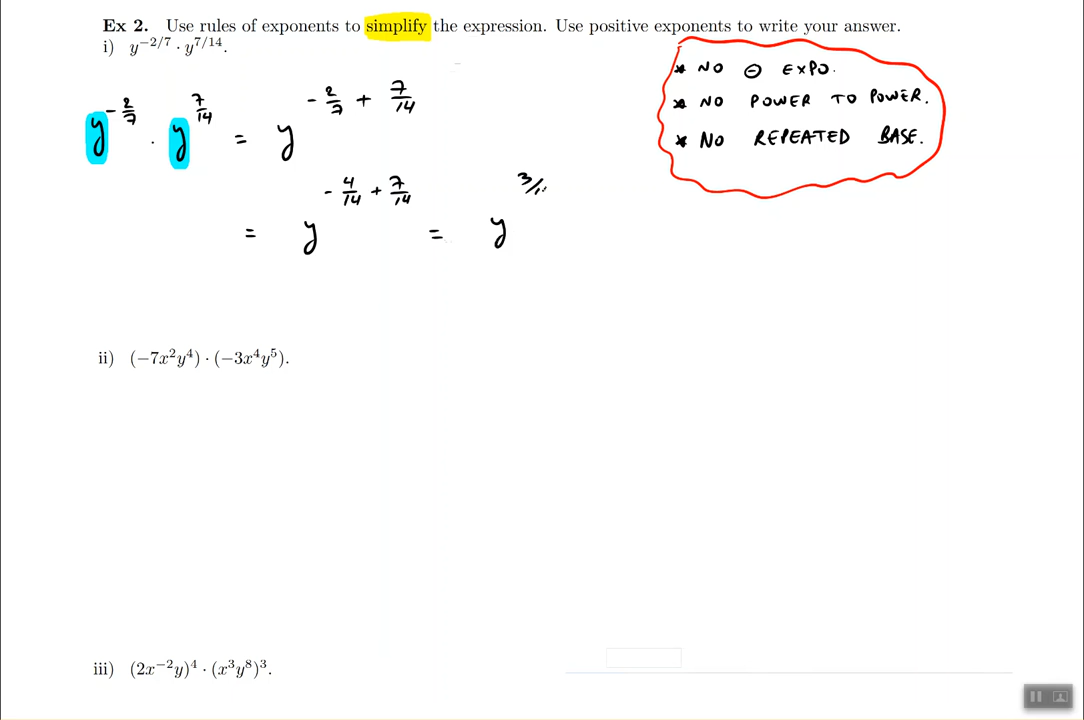 Ex 2. Use rules of exponents to simplify the expression. Use positive exponents to write your answer.
i) y^{-2/7} · y^{7/14}.
* NO ⊖ EXPO.
* NO POWER TO POWER.
* NO REPEATED BASE.
y^{-2/7} · y^{7/14} = y^{-2/7 + 7/14}
= y^{-4/14 + 7/14} = y^{3/
ii) (−7x²y⁴) · (−3x⁴y⁵).
iii) (2x⁻²y)⁴ · (x³y⁸)³.